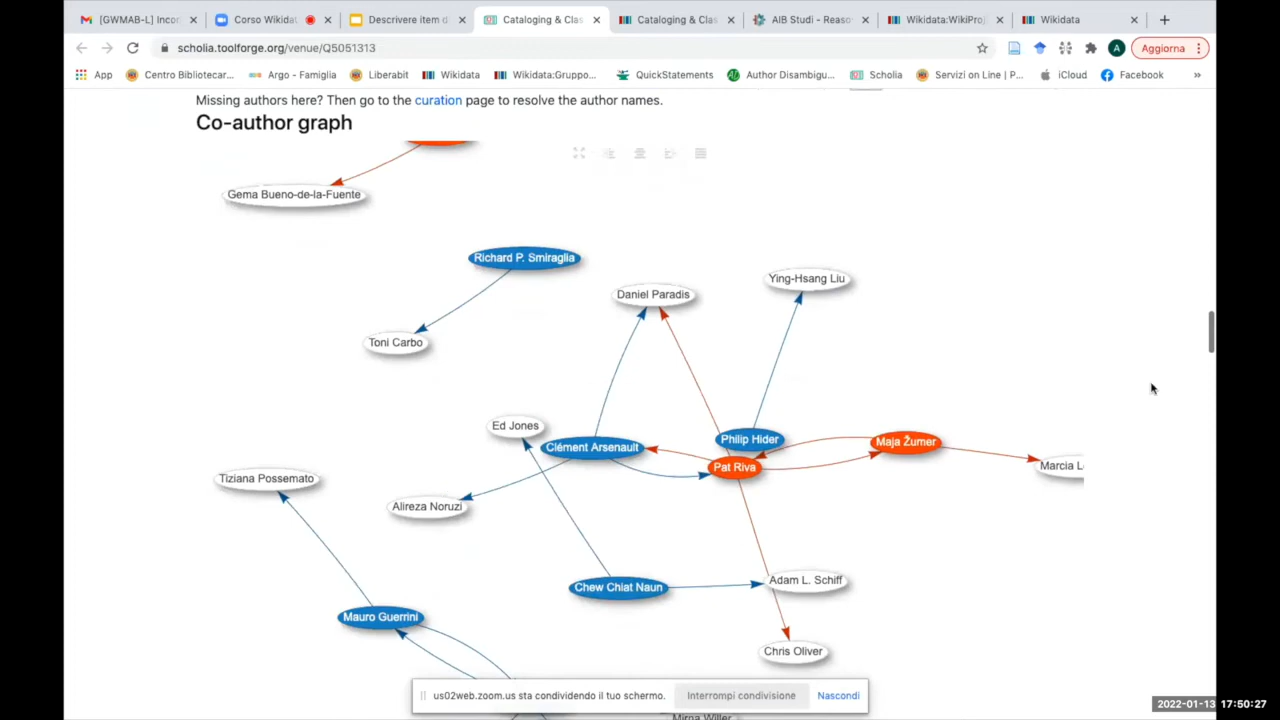 [GWMAB-L] Incor
Corso Wikidat
Descrivere item d
Cataloging & Clas
Cataloging & Clas
AIB Studi - Reaso
Wikidata:WikiProj
Wikidata
scholia.toolforge.org/venue/Q5051313
A
Aggiorna
App
Centro Bibliotecar...
Argo - Famiglia
Liberabit
Wikidata
Wikidata:Gruppo...
QuickStatements
Author Disambigu...
Scholia
Servizi on Line | P...
iCloud
Facebook
»
Missing authors here? Then go to the curation page to resolve the author names.
Co-author graph
Gema Bueno-de-la-Fuente
Richard P. Smiraglia
Ying-Hsang Liu
Daniel Paradis
Toni Carbo
Ed Jones
Philip Hider
Maja Žumer
Clément Arsenault
Pat Riva
Marcia L
Tiziana Possemato
Alireza Noruzi
Adam L. Schiff
Chew Chiat Naun
Mauro Guerrini
Chris Oliver
us02web.zoom.us sta condividendo il tuo schermo.
Interrompi condivisione
Nascondi
Mirna Willer
2022-01-13 17:50:27